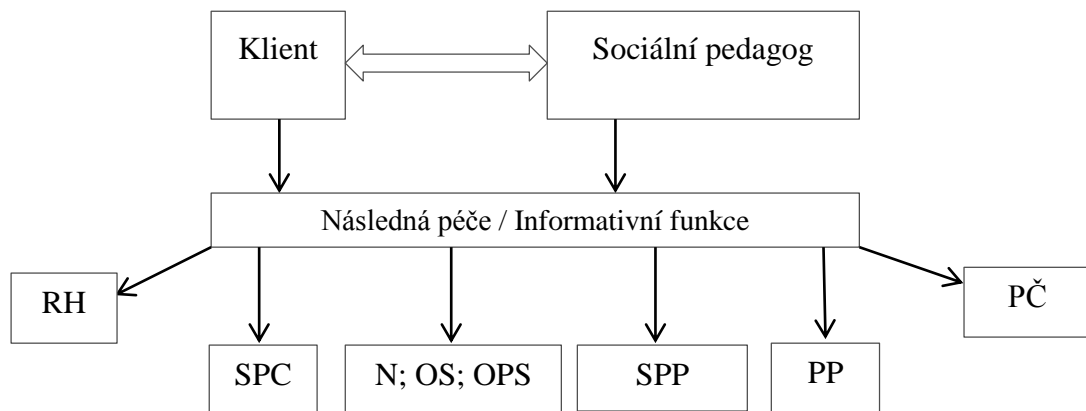 Klient
Sociální pedagog
Následná péče / Informativní funkce
RH
PČ
SPC
N; OS; OPS
SPP
PP